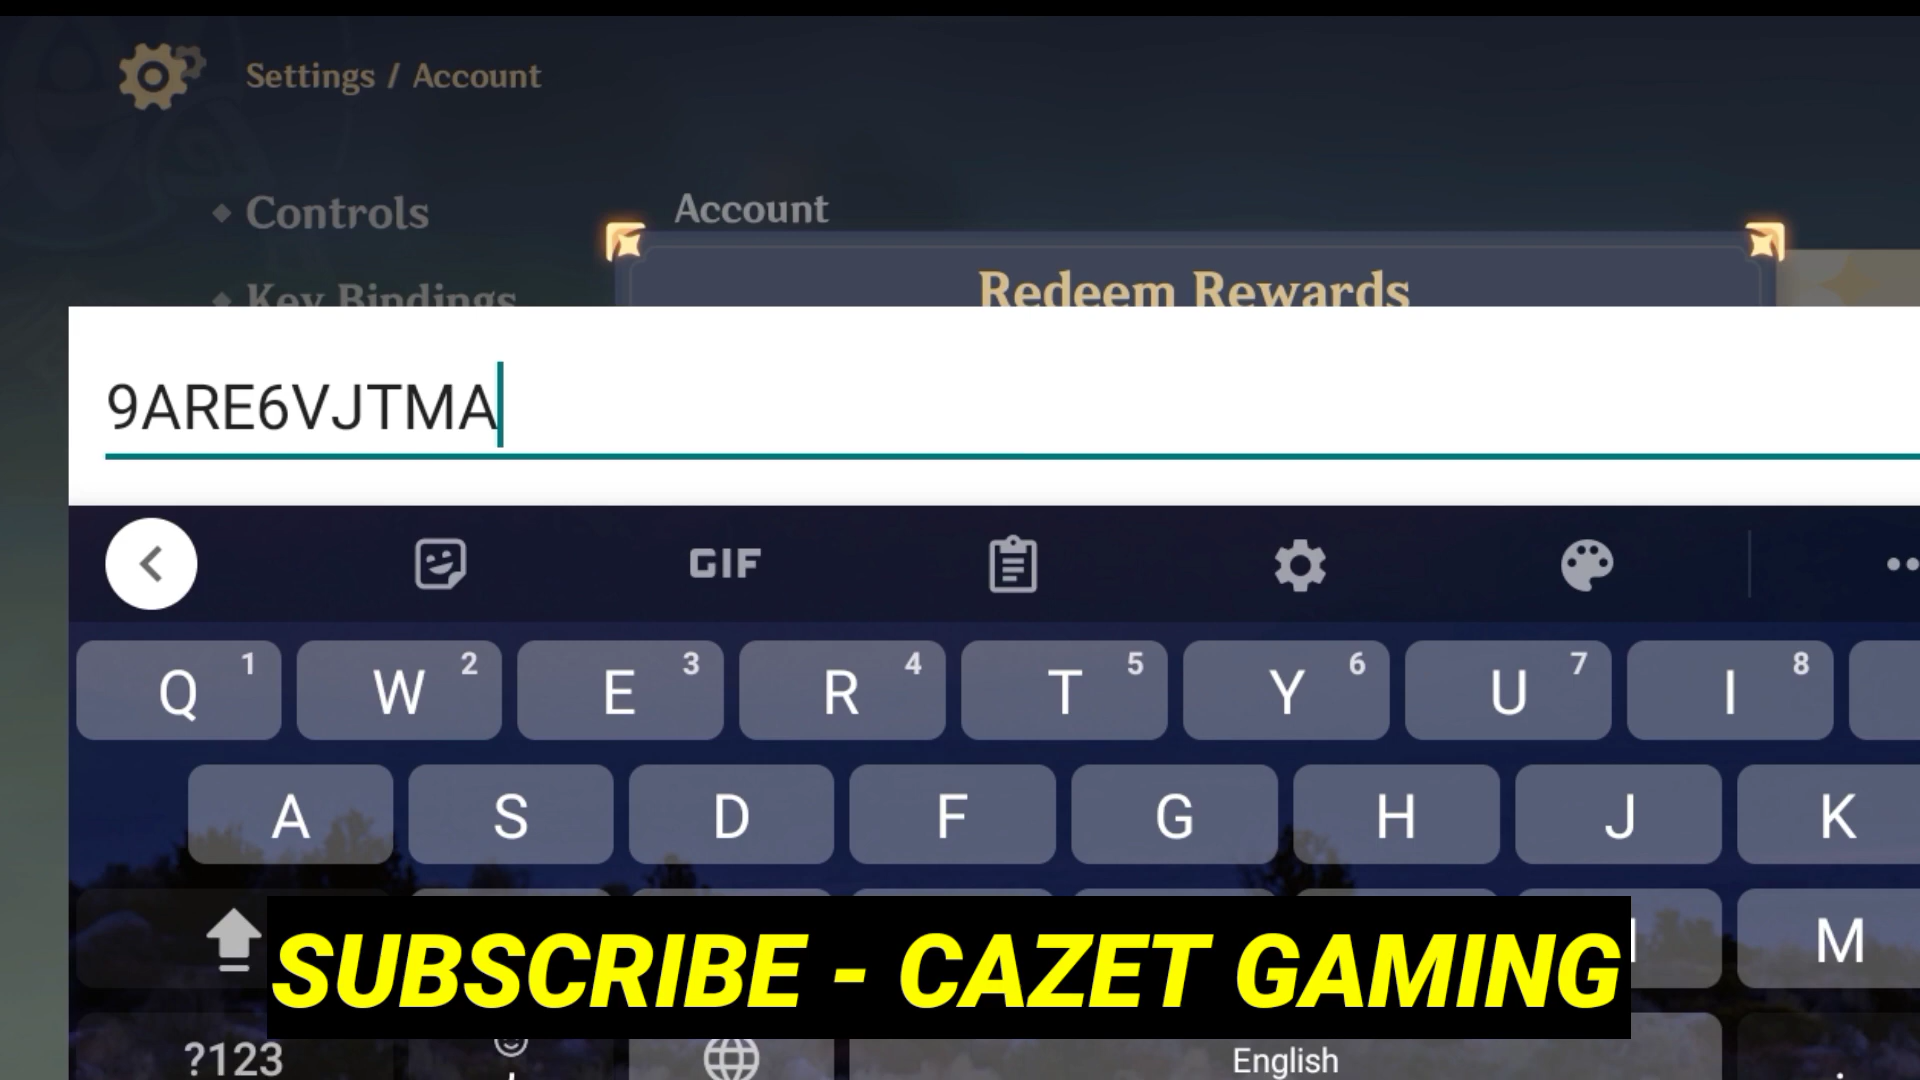 Settings / Account
Controls
Account
Key Bindings
Redeem Rewards
9ARE6VJTMA
GIF
Q 1 W 2 E 3 R 4 T 5 Y 6 U 7 I 8
A S D F G H J K
M
SUBSCRIBE - CAZET GAMING
?123
English